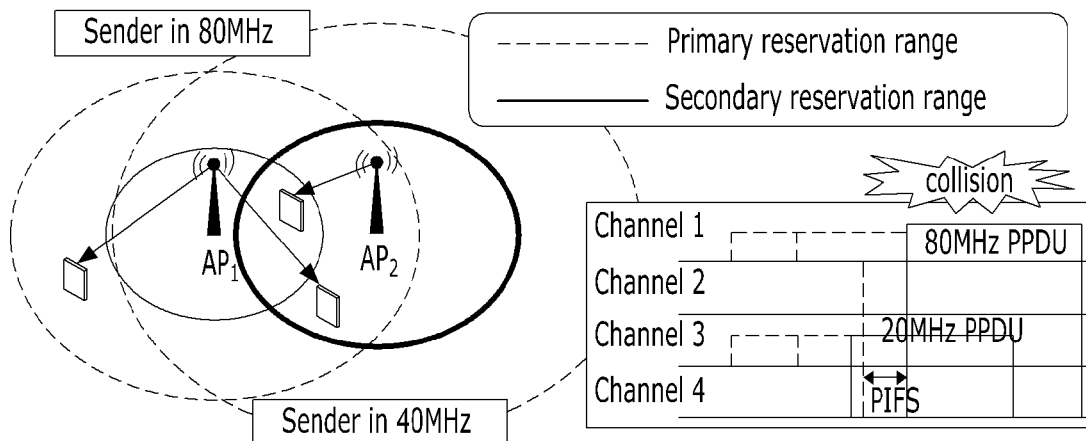 Sender in 80MHz
Primary reservation range
Secondary reservation range
AP1
AP2
Sender in 40MHz
collision
Channel 1
80MHz PPDU
Channel 2
Channel 3
20MHz PPDU
Channel 4
PIFS